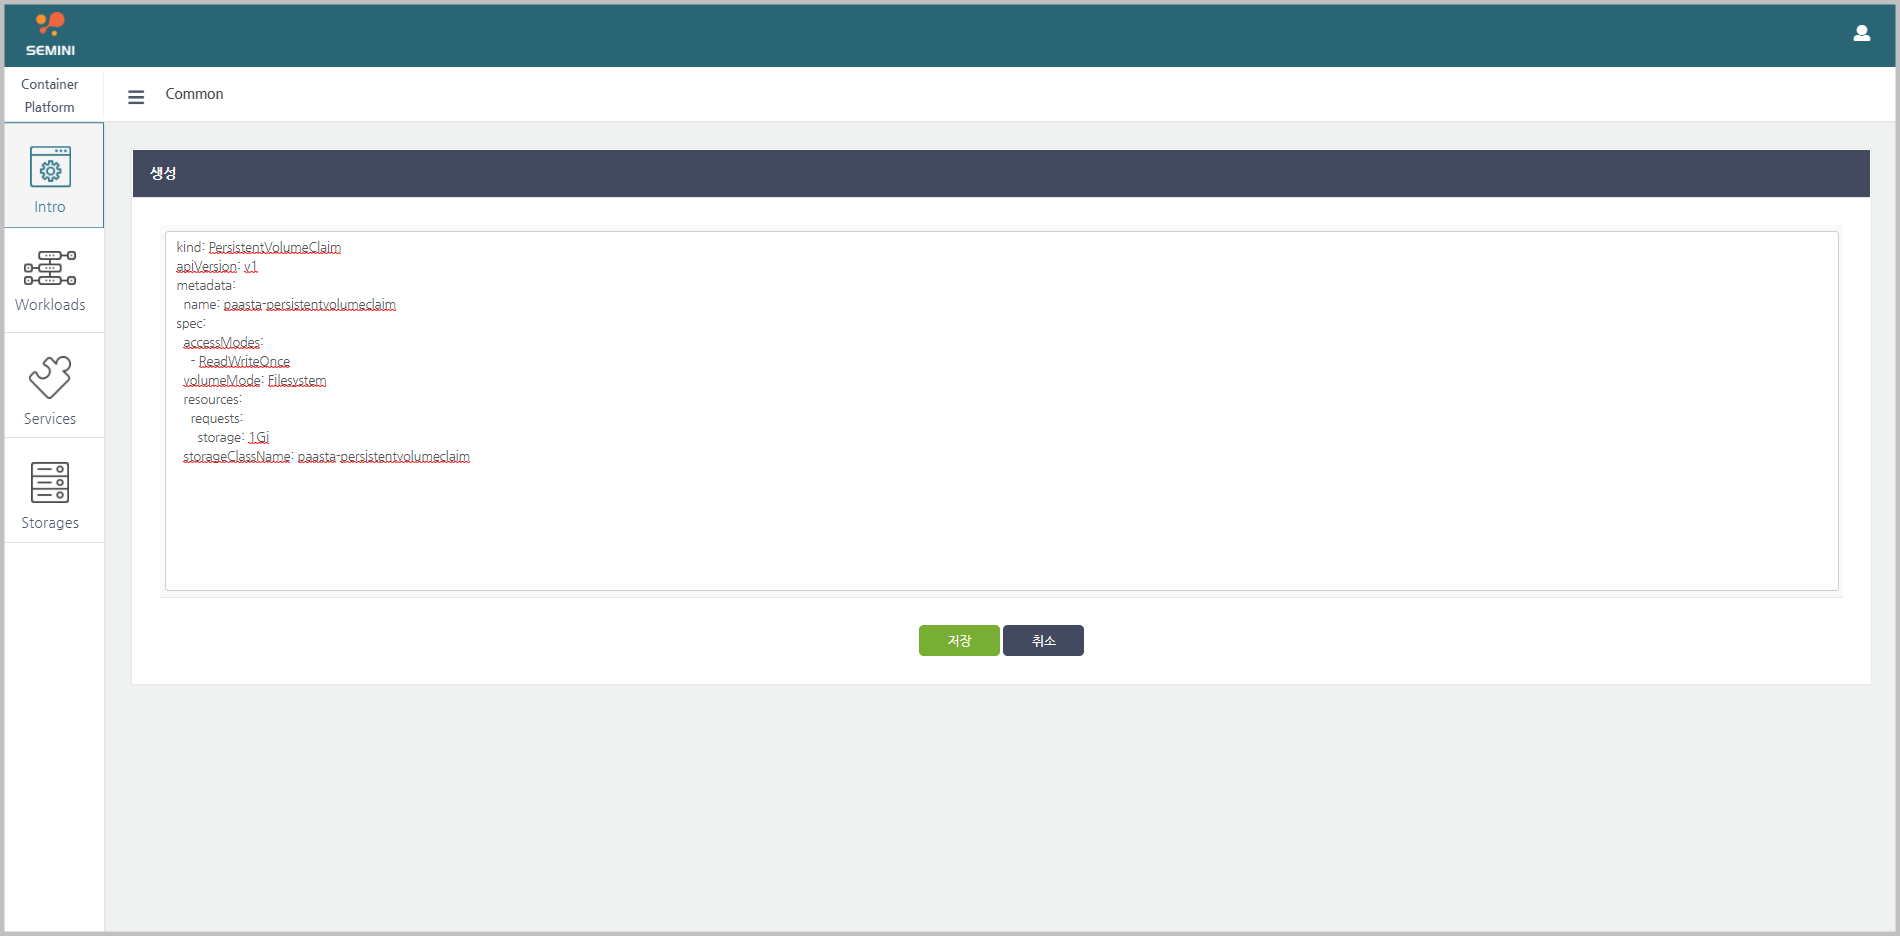 SEMINI
Container
Platform
Common
Intro
Workloads
Services
Storages
생성
kind: PersistentVolumeClaim
apiVersion: v1
metadata:
  name: paasta-persistentvolumeclaim
spec:
  accessModes:
    - ReadWriteOnce
  volumeMode: Filesystem
  resources:
    requests:
      storage: 1Gi
  storageClassName: paasta-persistentvolumeclaim
저장
취소